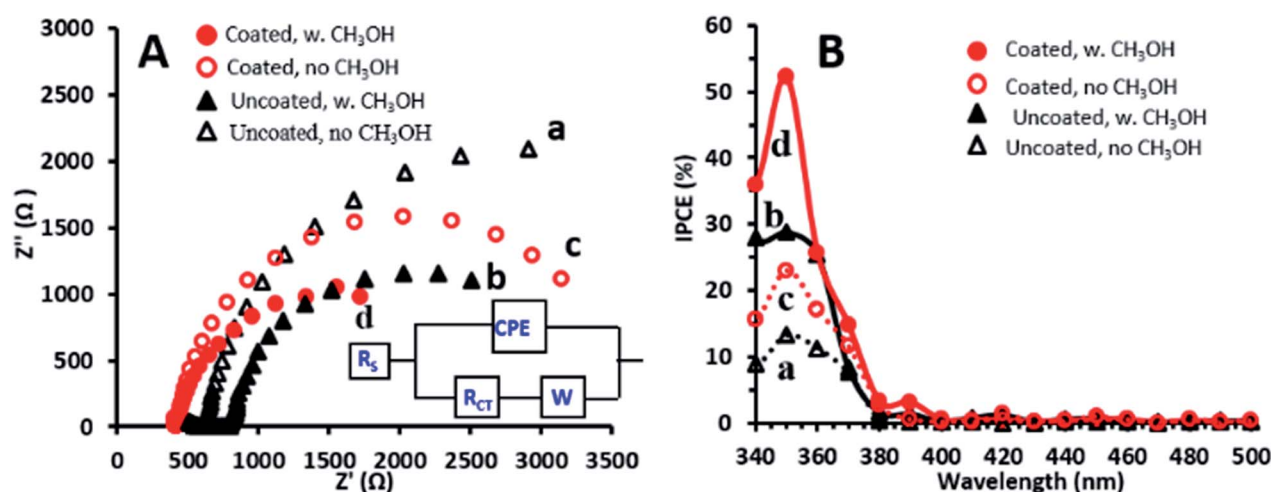 A
Coated, w. CH₃OH
Coated, no CH₃OH
Uncoated, w. CH₃OH
Uncoated, no CH₃OH
3000
2500
2000
1500
1000
500
0
Z'' (Ω)
a
c
b
d
CPE
Rₛ
R_CT
W
0 500 1000 1500 2000 2500 3000 3500
Z' (Ω)
B
Coated, w. CH₃OH
Coated, no CH₃OH
Uncoated, w. CH₃OH
Uncoated, no CH₃OH
60
50
40
30
20
10
0
IPCE (%)
d
b
c
a
340 360 380 400 420 440 460 480 500
Wavelength (nm)